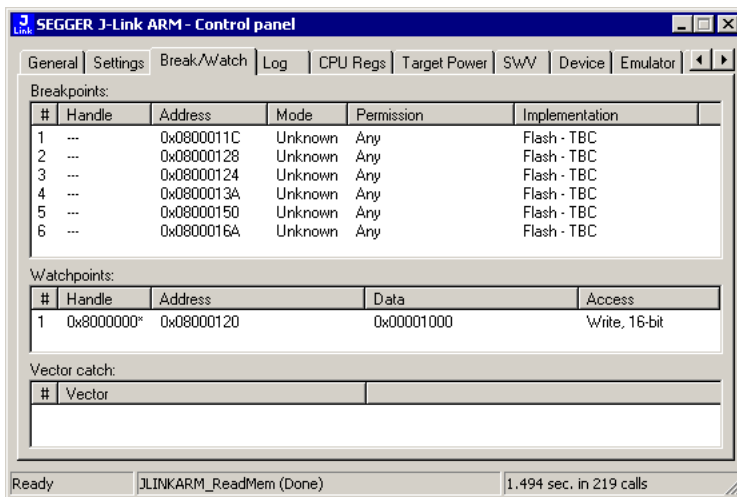 J Link SEGGER J-Link ARM - Control panel
General Settings Break/Watch Log CPU Regs Target Power SWV Device Emulator
Breakpoints:
# Handle Address Mode Permission Implementation
1 --- 0x0800011C Unknown Any Flash - TBC
2 --- 0x08000128 Unknown Any Flash - TBC
3 --- 0x08000124 Unknown Any Flash - TBC
4 --- 0x0800013A Unknown Any Flash - TBC
5 --- 0x08000150 Unknown Any Flash - TBC
6 --- 0x0800016A Unknown Any Flash - TBC
Watchpoints:
# Handle Address Data Access
1 0x8000000* 0x08000120 0x00001000 Write, 16-bit
Vector catch:
# Vector
Ready JLINKARM_ReadMem (Done) 1.494 sec. in 219 calls